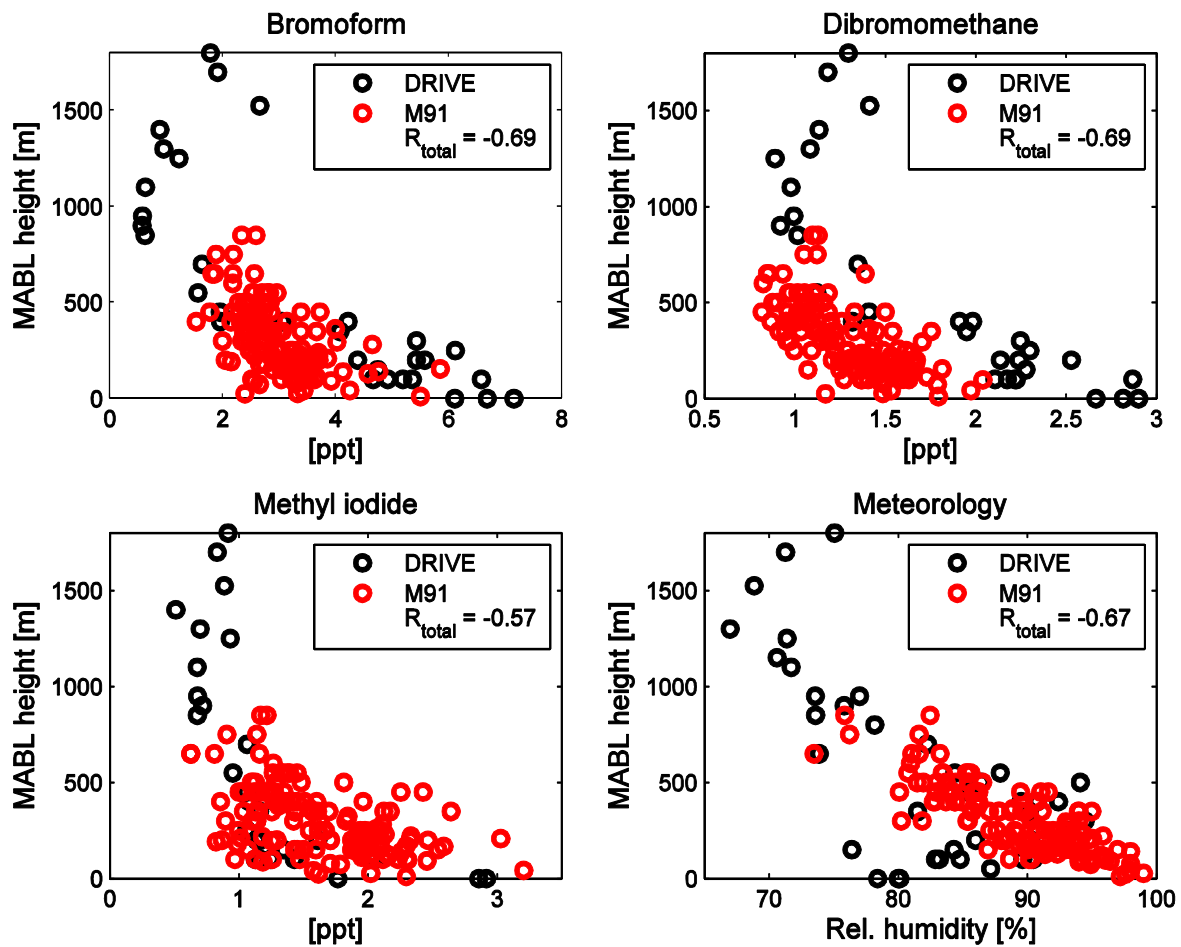 Bromoform
MABL height [m]
1500
1000
500
0
DRIVE
M91
R_total = -0.69
0 2 4 6 8
[ppt]
Dibromomethane
MABL height [m]
1500
1000
500
0
DRIVE
M91
R_total = -0.69
0.5 1 1.5 2 2.5 3
[ppt]
Methyl iodide
MABL height [m]
1500
1000
500
0
DRIVE
M91
R_total = -0.57
0 1 2 3
[ppt]
Meteorology
MABL height [m]
1500
1000
500
0
DRIVE
M91
R_total = -0.67
70 80 90 100
Rel. humidity [%]